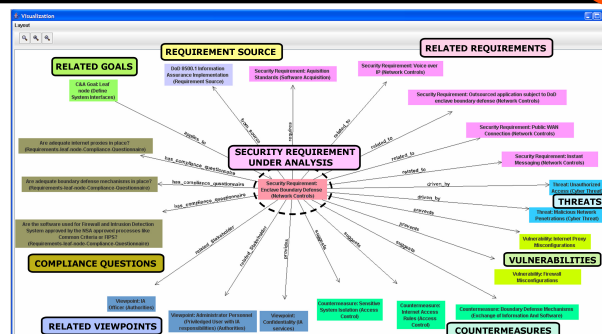 Visualization
Layout
REQUIREMENT SOURCE
RELATED REQUIREMENTS
RELATED GOALS
DoD 8500.1 Information
Assurance Implementation
(Requirement Source)
Security Requirement: Aquisition
Standards (Software Acquisition)
Security Requirement: Voice over
IP (Network Controls)
C&A Goal: Leaf
node (Define
System Interfaces)
Security Requirement: Outsourced application subject to DoD
enclave boundary defense (Network Controls)
Security Requirement: Public WAN
Connection (Network Controls)
Security Requirement: Instant
Messaging (Network Controls)
applies_to
from_source
requires
related_to
related_to
related_to
related_to
Are adequate internet proxies in place?
(Requirements-leaf-node-Compliance-Questionnaire)
has_compliance_questionnaire
SECURITY REQUIREMENT
UNDER ANALYSIS
Are adequate boundary defense mechanisms in place?
(Requirements-leaf-node-Compliance-Questionnaire)
has_compliance_questionnaire
Security Requirement:
Enclave Boundary Defense
(Network Controls)
driven_by
Threat: Unauthorized
Access (Cyber Threat)
THREATS
driven_by
Threat: Malicious Network
Penetrations (Cyber Threat)
Are the software used for Firewall and Intrusion Detection
System approved by the NSA approved processes like
Common Criteria or FIPS?
(Requirements-leaf-node-Compliance-Questionnaire)
has_compliance_questionnaire
prevents
Vulnerability: Internet Proxy
Misconfigurations
prevents
VULNERABILITIES
COMPLIANCE QUESTIONS
Vulnerability: Firewall
Misconfigurations
related_stakeholder
related_stakeholder
provides
suggests
suggests
suggests
Viewpoint: IA
Officer (Authorities)
Viewpoint: Administrator Personnel
(Priviledged User with IA
responsibilities) (Authorities)
Viewpoint:
Confidentiality (IA
services)
Countermeasure: Sensitive
System Isolation (Access
Control)
Countermeasure:
Internet Access
Rules (Access
Control)
Countermeasure: Boundary Defense Mechanisms
(Exchange of Information And Software)
RELATED VIEWPOINTS
COUNTERMEASURES